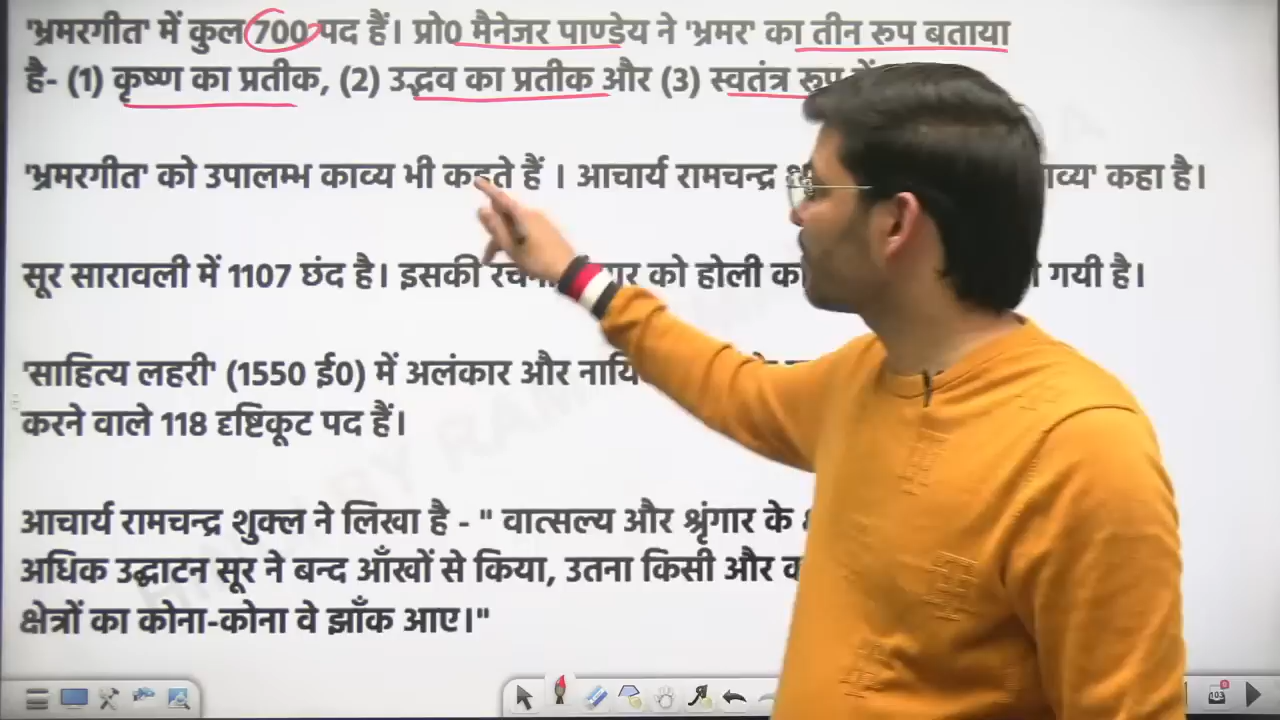 'भ्रमरगीत' में कुल 700 पद हैं। प्रो0 मैनेजर पाण्डेय ने 'भ्रमर' का तीन रूप बताया
है- (1) कृष्ण का प्रतीक, (2) उद्धव का प्रतीक और (3) स्वतंत्र रूप
'भ्रमरगीत' को उपालम्भ काव्य भी कहते हैं । आचार्य रामचन्द्र कहा है।
सूर सारावली में 1107 छंद है। इसकी को होली गयी है।
'साहित्य लहरी' (1550 ई0) में अलंकार और
करने वाले 118 दृष्टिकूट पद हैं।
आचार्य रामचन्द्र शुक्ल ने लिखा है - " वात्सल्य और श्रृंगार के
अधिक उद्घाटन सूर ने बन्द आँखों से किया, उतना किसी और
क्षेत्रों का कोना-कोना वे झाँक आए।"
103